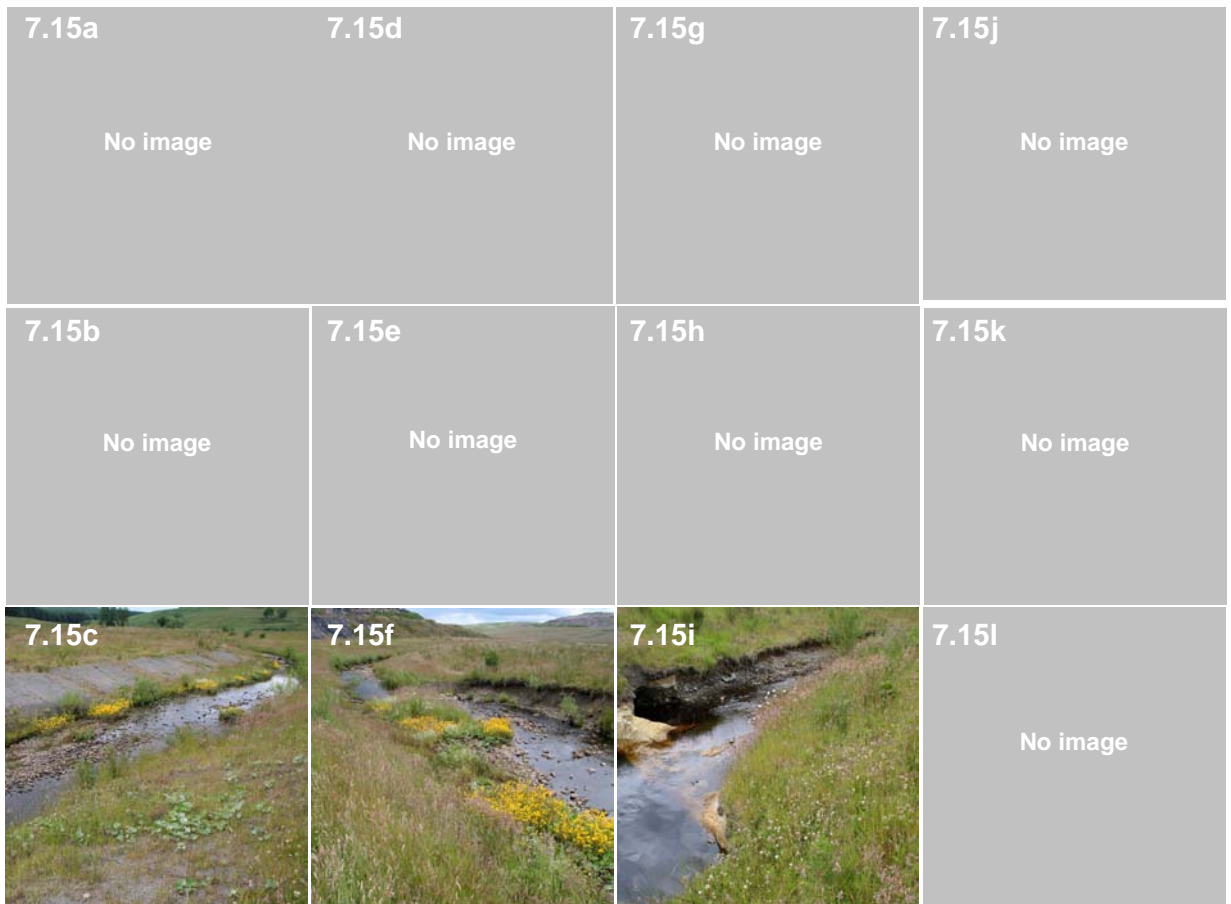 7.15a 7.15d 7.15g 7.15j
No image No image No image No image
7.15b 7.15e 7.15h 7.15k
No image No image No image No image
7.15c 7.15f 7.15i 7.15l
No image